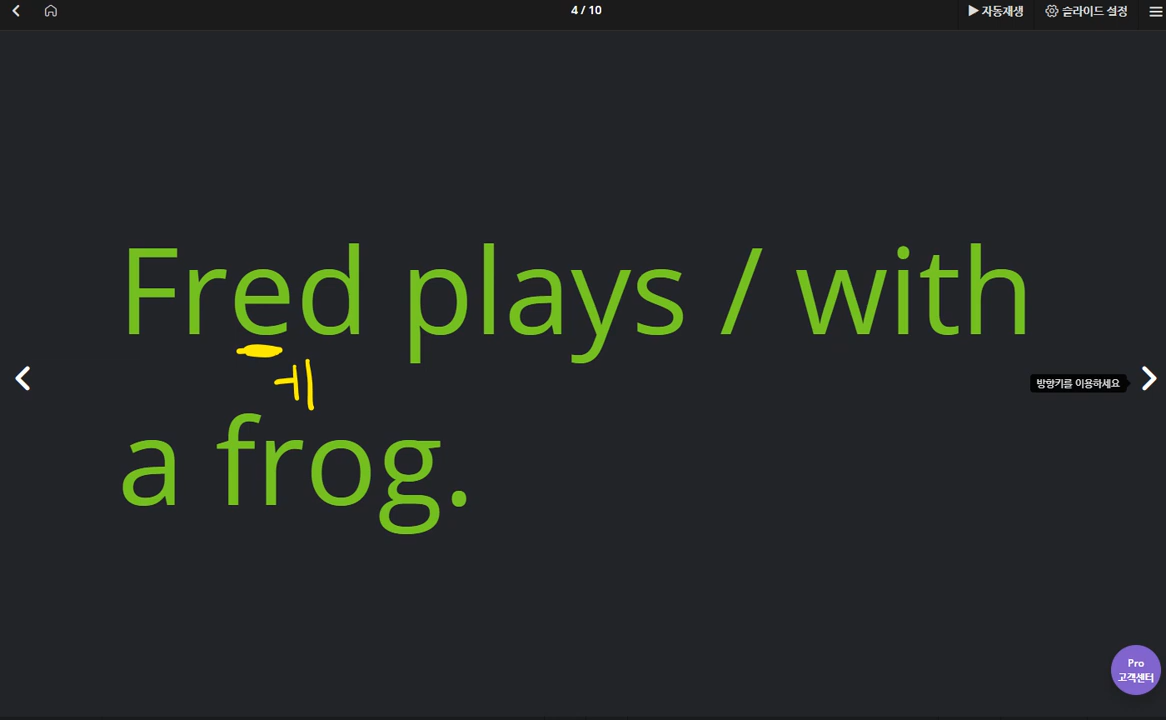 4 / 10
▶ 자동재생
슬라이드 설정
Fred plays / with
ㅔ
a frog.
방향키를 이용하세요
Pro
고객센터